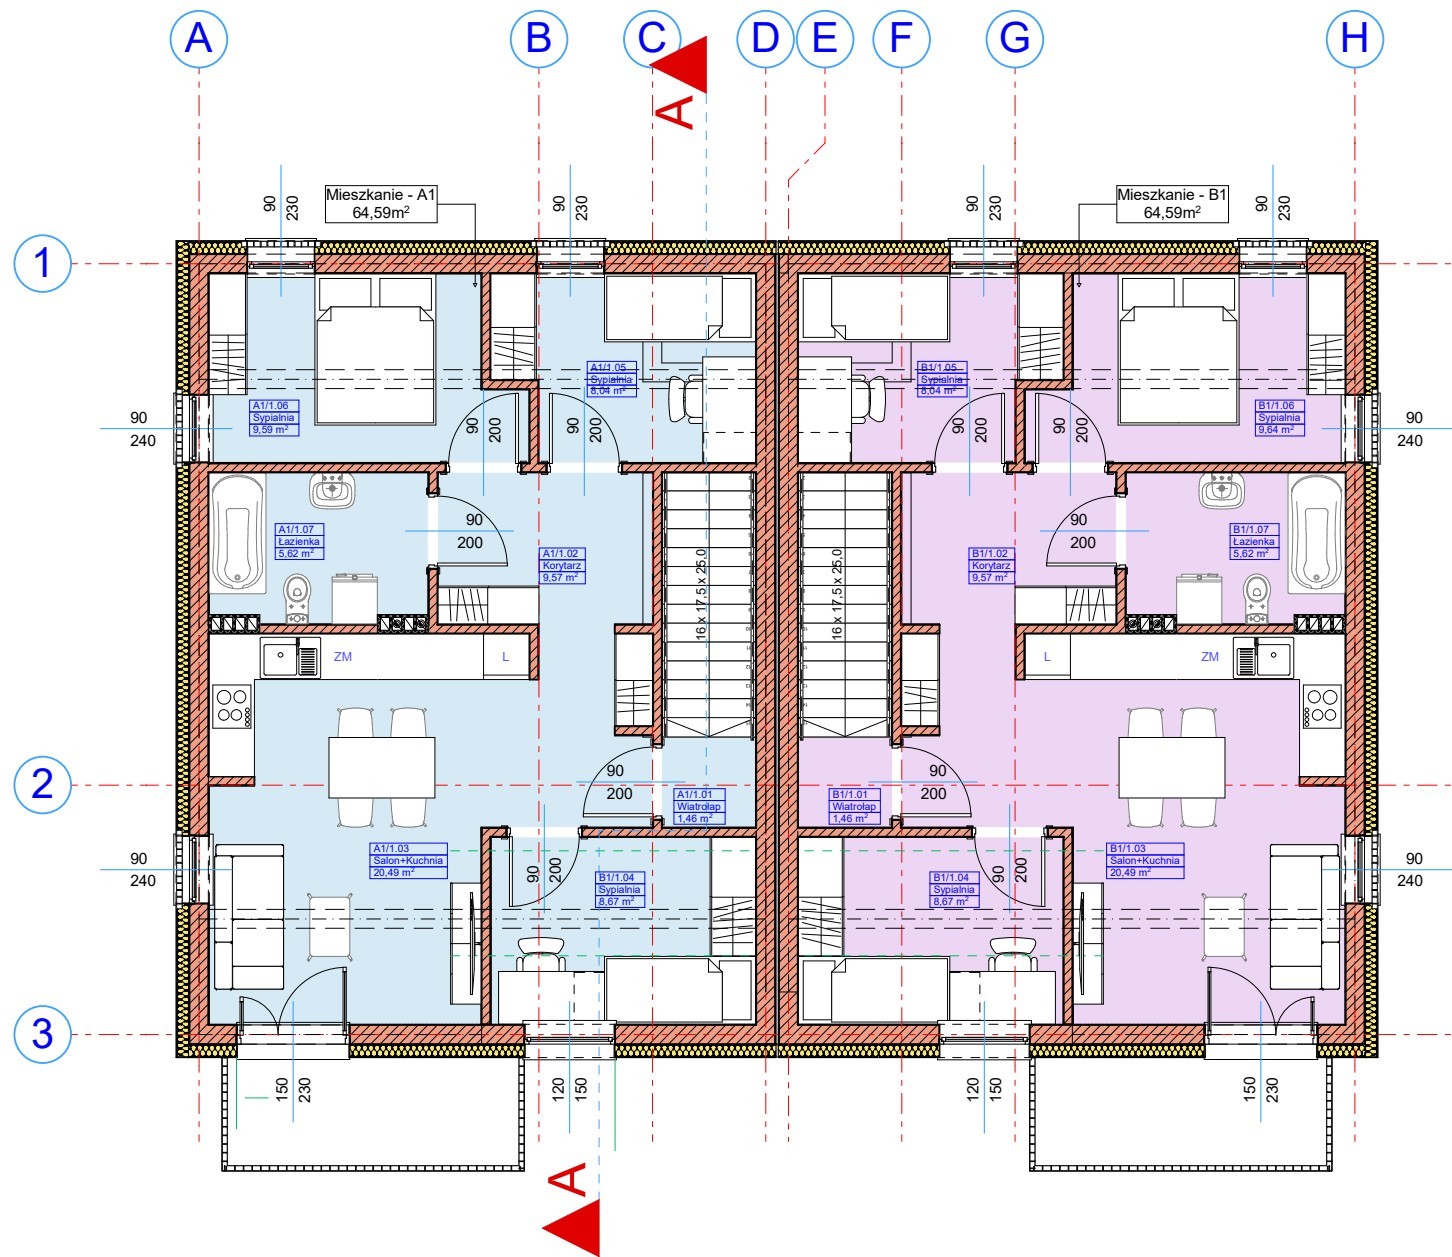 A
B
C
D
E
F
G
H
A
90
230
Mieszkanie - A1
64,59m²
90
230
90
230
Mieszkanie - B1
64,59m²
90
230
1
A1/1.05
Sypialnia
8,04 m²
B1/1.05
Sypialnia
8,04 m²
A1/1.06
Sypialnia
9,59 m²
B1/1.06
Sypialnia
9,64 m²
90
240
90
200
90
200
90
200
90
200
90
240
A1/1.07
Łazienka
5,62 m²
90
200
A1/1.02
Korytarz
9,57 m²
16 x 17,5 x 25,0
16 x 17,5 x 25,0
B1/1.02
Korytarz
9,57 m²
90
200
B1/1.07
Łazienka
5,62 m²
ZM
L
L
ZM
2
90
200
A1/1.01
Wiatrołap
1,46 m²
B1/1.01
Wiatrołap
1,46 m²
90
200
90
240
A1/1.03
Salon+Kuchnia
20,49 m²
90
200
B1/1.04
Sypialnia
8,67 m²
B1/1.04
Sypialnia
8,67 m²
90
200
B1/1.03
Salon+Kuchnia
20,49 m²
90
240
3
150
230
120
150
120
150
150
230
A